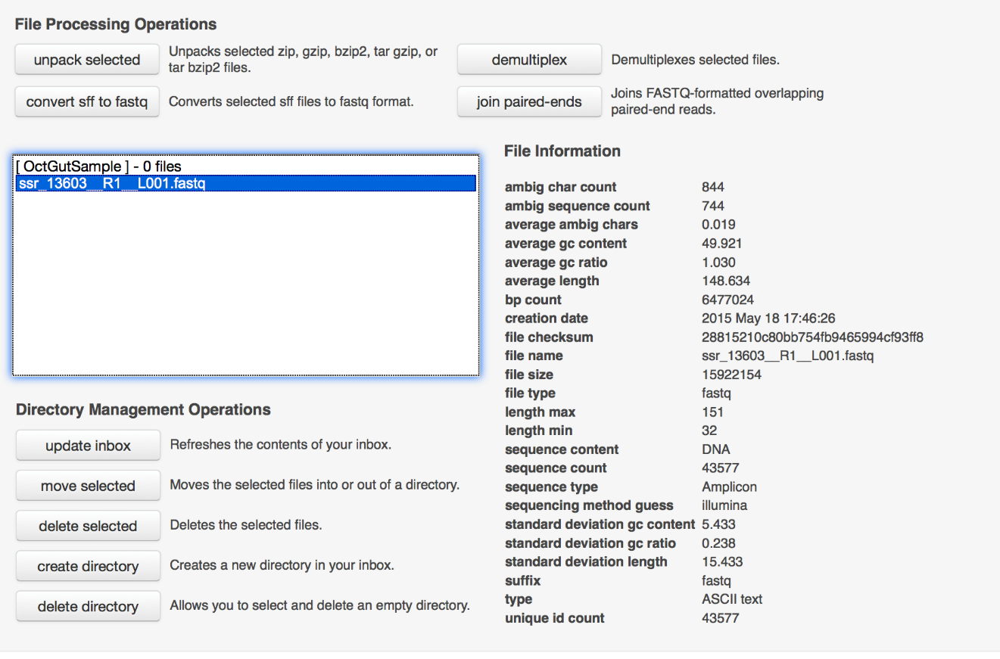 File Processing Operations
unpack selected
Unpacks selected zip, gzip, bzip2, tar gzip, or
tar bzip2 files.
demultiplex
Demultiplexes selected files.
convert sff to fastq
Converts selected sff files to fastq format.
join paired-ends
Joins FASTQ-formatted overlapping
paired-end reads.
[ OctGutSample ] - 0 files
ssr_13603__R1__L001.fastq
Directory Management Operations
update inbox
Refreshes the contents of your inbox.
move selected
Moves the selected files into or out of a directory.
delete selected
Deletes the selected files.
create directory
Creates a new directory in your inbox.
delete directory
Allows you to select and delete an empty directory.
File Information
ambig char count 844
ambig sequence count 744
average ambig chars 0.019
average gc content 49.921
average gc ratio 1.030
average length 148.634
bp count 6477024
creation date 2015 May 18 17:46:26
file checksum 28815210c80bb754fb9465994cf93ff8
file name ssr_13603__R1__L001.fastq
file size 15922154
file type fastq
length max 151
length min 32
sequence content DNA
sequence count 43577
sequence type Amplicon
sequencing method guess illumina
standard deviation gc content 5.433
standard deviation gc ratio 0.238
standard deviation length 15.433
suffix fastq
type ASCII text
unique id count 43577